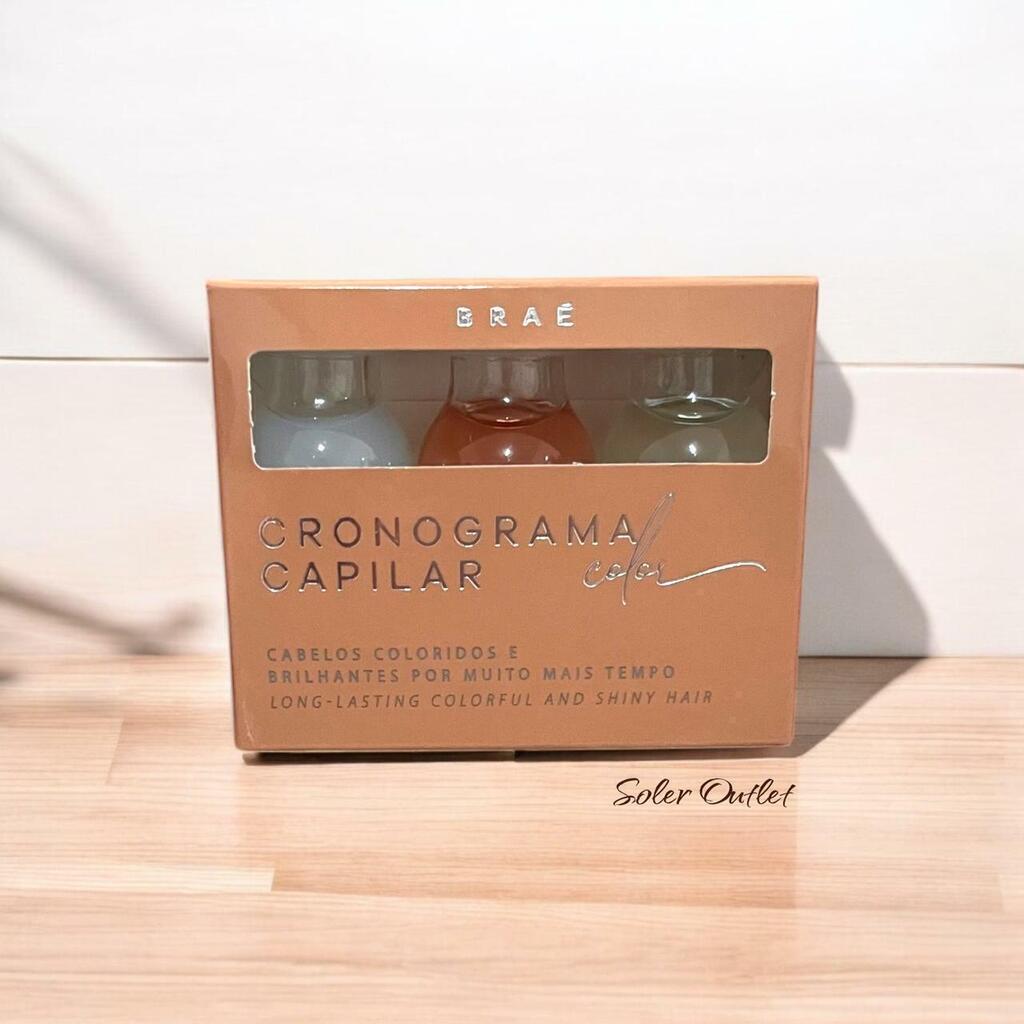 BRAÉ
CRONOGRAMA
CAPILAR color
CABELOS COLORIDOS E
BRILHANTES POR MUITO MAIS TEMPO
LONG-LASTING COLORFUL AND SHINY HAIR
Soler Outlet